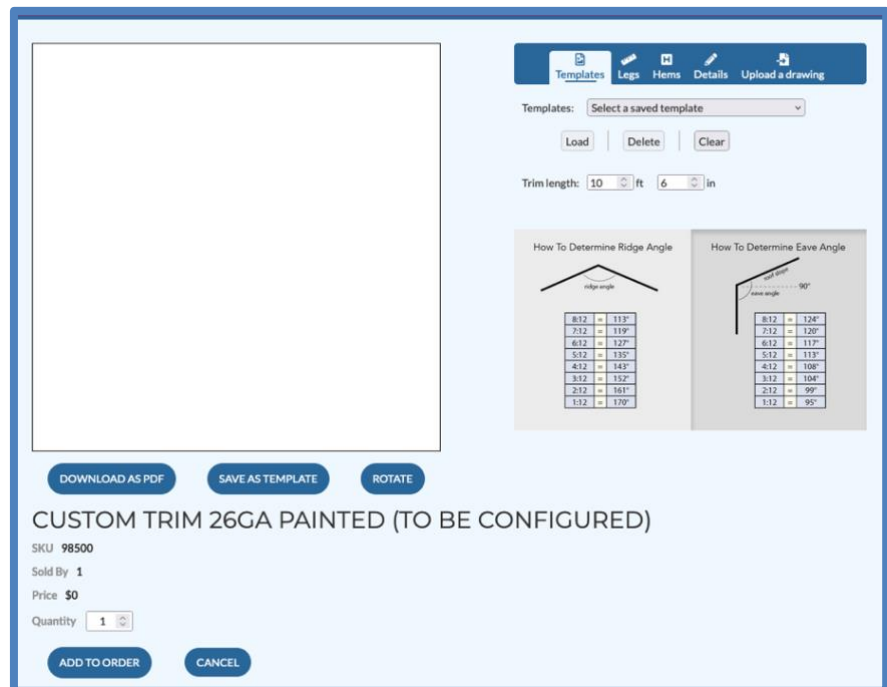 Templates Legs Hems Details Upload a drawing
Templates: Select a saved template
Load Delete Clear
Trim length: 10 ft 6 in
How To Determine Ridge Angle
ridge angle
8:12 = 113°
7:12 = 119°
6:12 = 127°
5:12 = 135°
4:12 = 143°
3:12 = 152°
2:12 = 161°
1:12 = 170°
How To Determine Eave Angle
roof slope
90°
eave angle
8:12 = 124°
7:12 = 120°
6:12 = 117°
5:12 = 113°
4:12 = 108°
3:12 = 104°
2:12 = 99°
1:12 = 95°
DOWNLOAD AS PDF SAVE AS TEMPLATE ROTATE
CUSTOM TRIM 26GA PAINTED (TO BE CONFIGURED)
SKU 98500
Sold By 1
Price $0
Quantity 1
ADD TO ORDER CANCEL